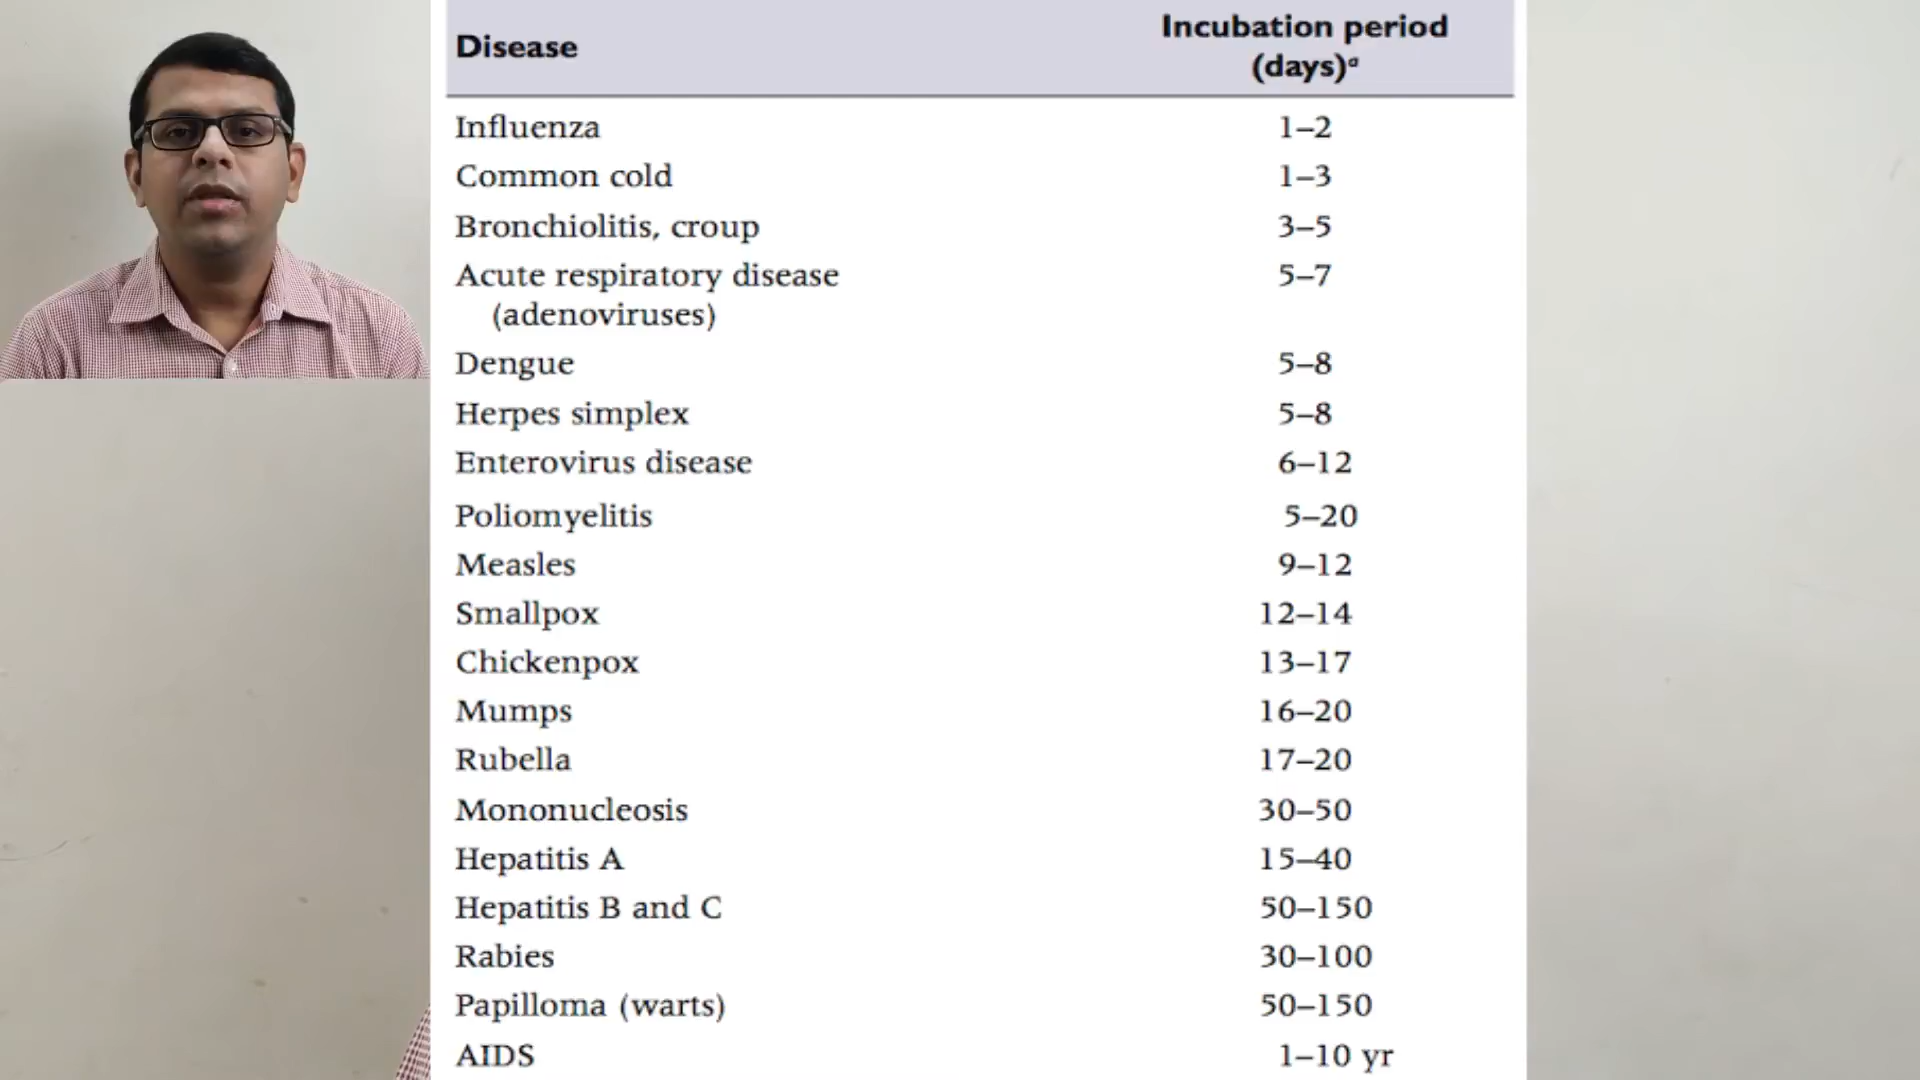 Disease Incubation period (days)ᵃ
Influenza 1–2
Common cold 1–3
Bronchiolitis, croup 3–5
Acute respiratory disease 5–7
(adenoviruses)
Dengue 5–8
Herpes simplex 5–8
Enterovirus disease 6–12
Poliomyelitis 5–20
Measles 9–12
Smallpox 12–14
Chickenpox 13–17
Mumps 16–20
Rubella 17–20
Mononucleosis 30–50
Hepatitis A 15–40
Hepatitis B and C 50–150
Rabies 30–100
Papilloma (warts) 50–150
AIDS 1–10 yr